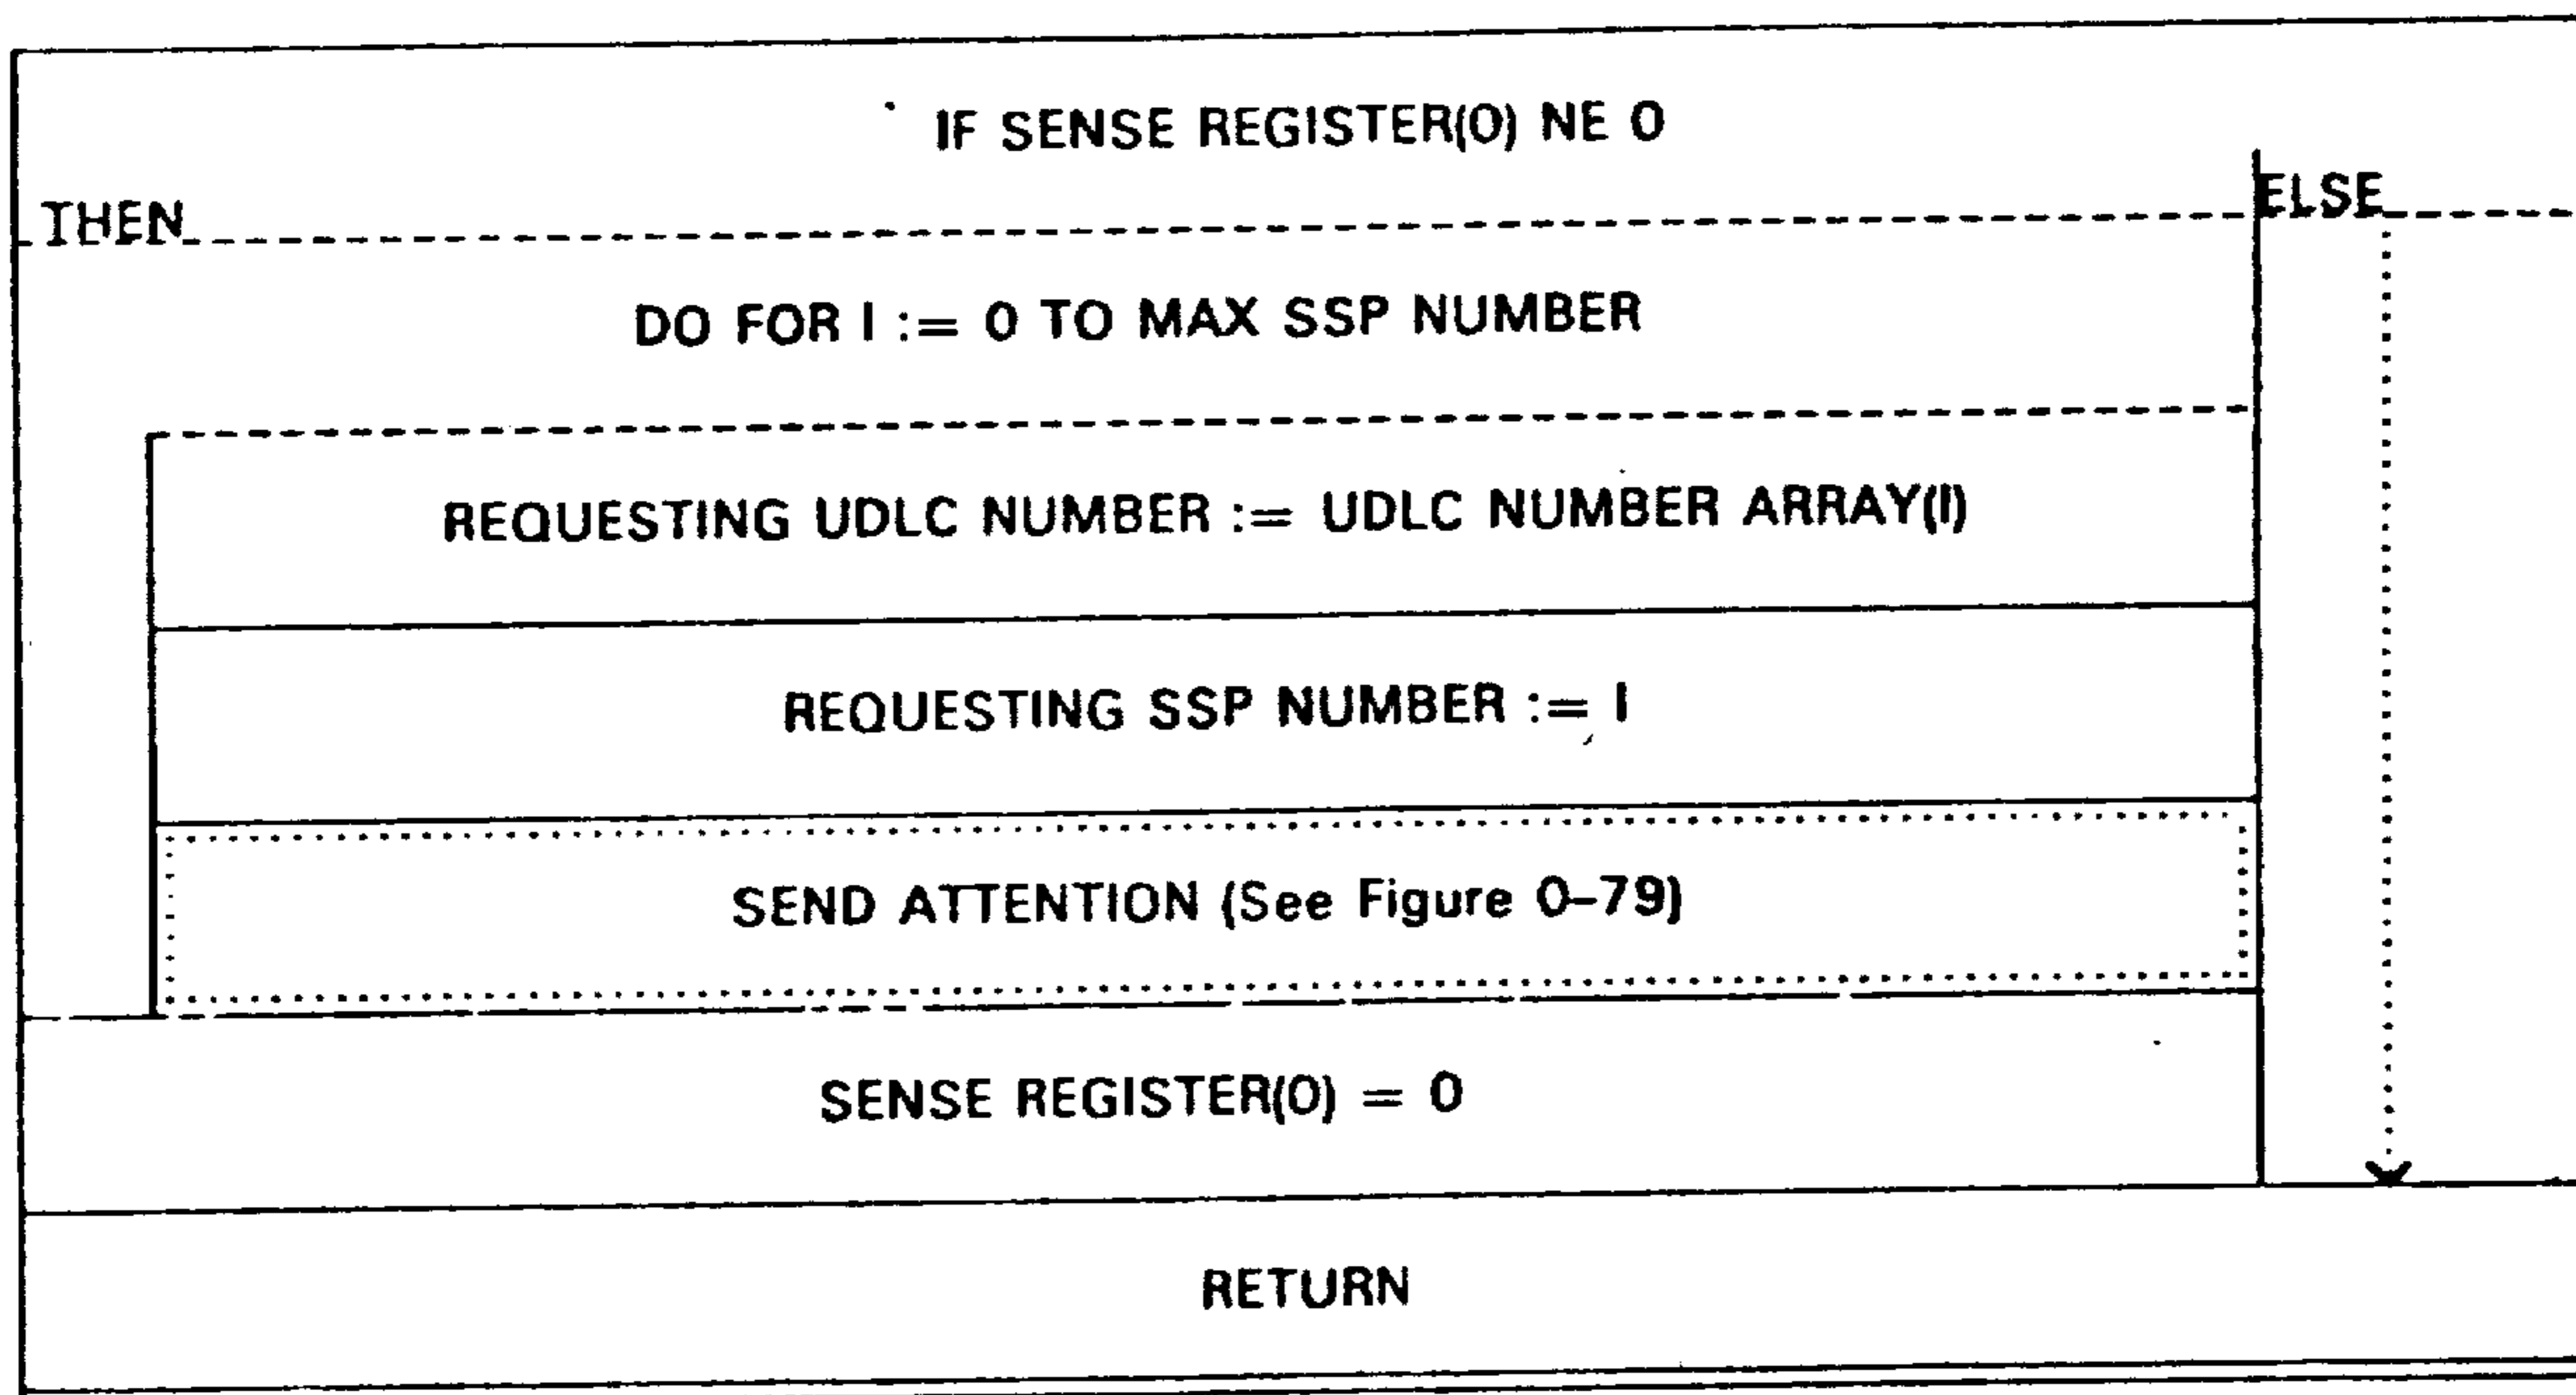 IF SENSE REGISTER(0) NE 0
THEN
ELSE
DO FOR I := 0 TO MAX SSP NUMBER
REQUESTING UDLC NUMBER := UDLC NUMBER ARRAY(I)
REQUESTING SSP NUMBER := I
SEND ATTENTION (See Figure 0–79)
SENSE REGISTER(0) = 0
RETURN